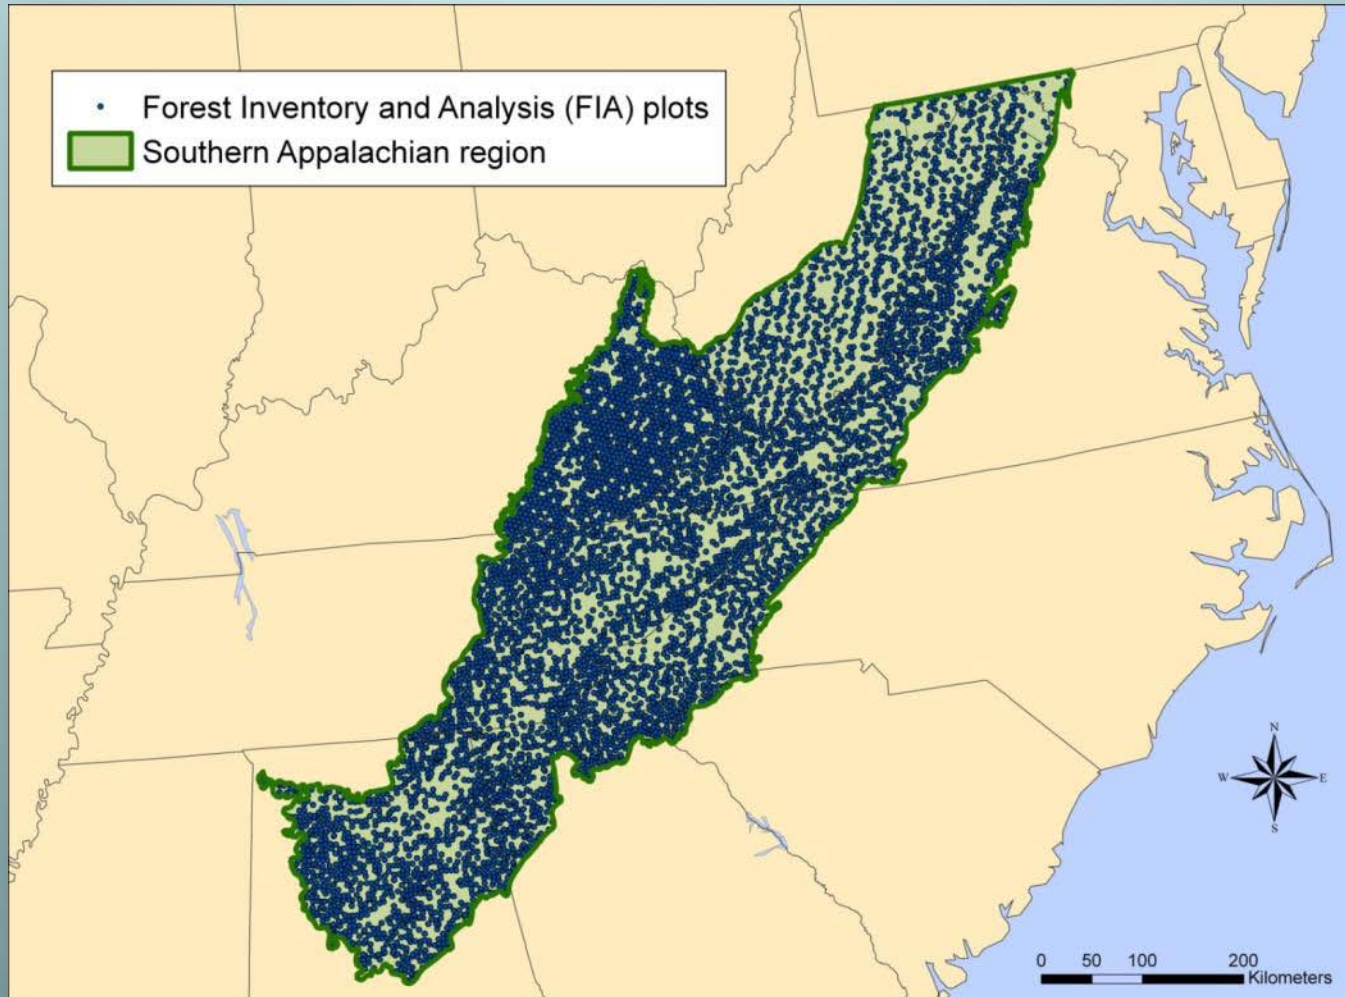 Forest Inventory and Analysis (FIA) plots
Southern Appalachian region
N
W E
S
0 50 100 200
Kilometers